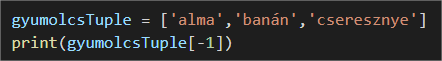 gyumolcsTuple = ['alma','banán','cseresznye']
print(gyumolcsTuple[-1])